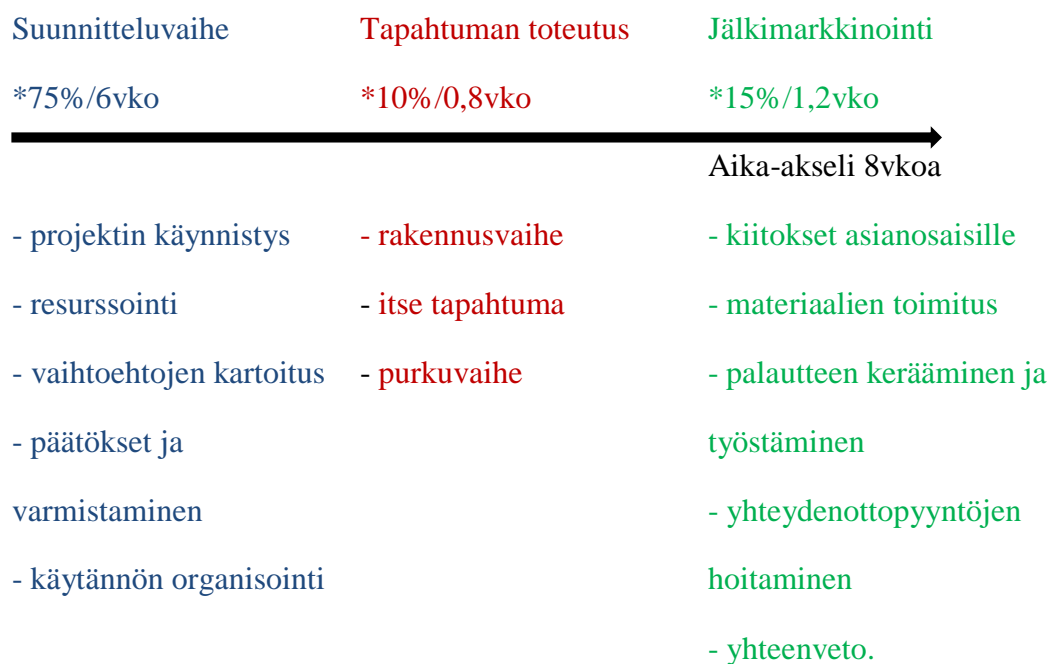 Suunnitteluvaihe Tapahtuman toteutus Jälkimarkkinointi
*75%/6vko *10%/0,8vko *15%/1,2vko
Aika-akseli 8vkoa
- projektin käynnistys - rakennusvaihe - kiitokset asianosaisille
- resurssointi - itse tapahtuma - materiaalien toimitus
- vaihtoehtojen kartoitus - purkuvaihe - palautteen kerääminen ja
- päätökset ja työstäminen
varmistaminen - yhteydenottopyyntöjen
- käytännön organisointi hoitaminen
- yhteenveto.